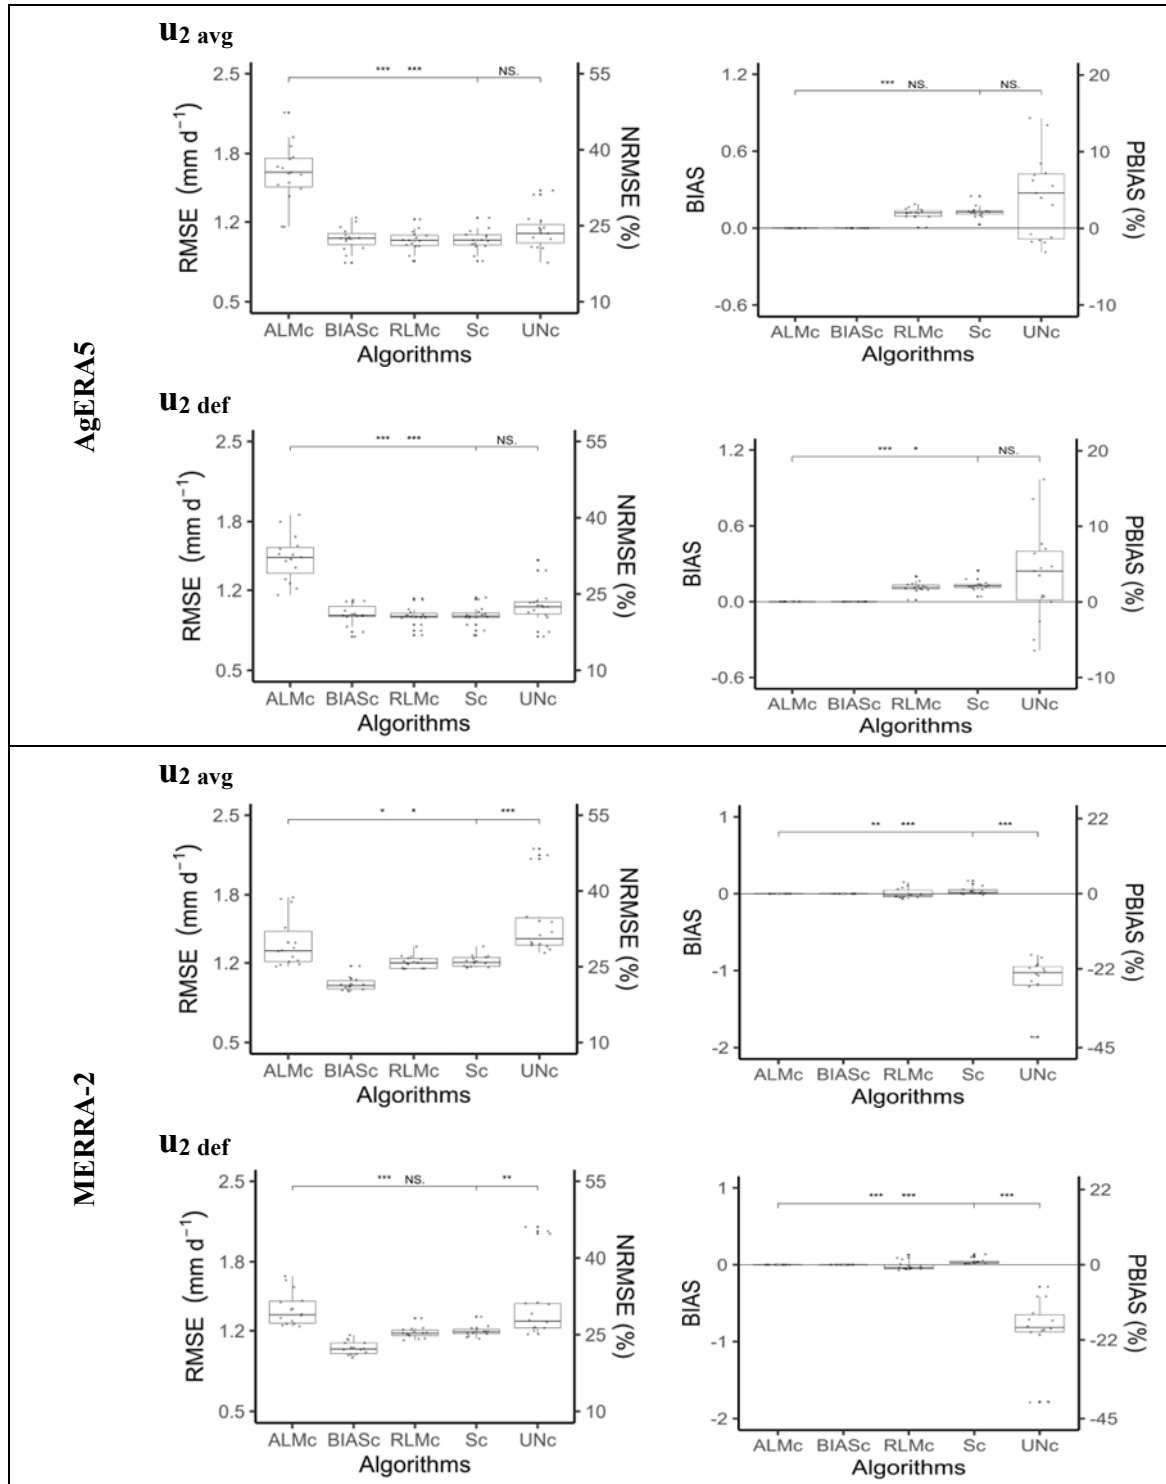 AgERA5
u2 avg
2.5
1.8
1.2
0.5
RMSE (mm d−1)
*** *** NS.
55
40
25
10
NRMSE (%)
ALMc BIASc RLMc Sc UNc
Algorithms
1.2
0.6
0.0
-0.6
BIAS
*** NS. NS.
20
10
0
-10
PBIAS (%)
ALMc BIASc RLMc Sc UNc
Algorithms
u2 def
2.5
1.8
1.2
0.5
RMSE (mm d−1)
*** *** NS.
55
40
25
10
NRMSE (%)
ALMc BIASc RLMc Sc UNc
Algorithms
1.2
0.6
0.0
-0.6
BIAS
*** * NS.
20
10
0
-10
PBIAS (%)
ALMc BIASc RLMc Sc UNc
Algorithms
MERRA-2
u2 avg
2.5
1.8
1.2
0.5
RMSE (mm d−1)
* * ***
55
40
25
10
NRMSE (%)
ALMc BIASc RLMc Sc UNc
Algorithms
1
0
-1
-2
BIAS
** *** ***
22
0
-22
-45
PBIAS (%)
ALMc BIASc RLMc Sc UNc
Algorithms
u2 def
2.5
1.8
1.2
0.5
RMSE (mm d−1)
*** NS. **
55
40
25
10
NRMSE (%)
ALMc BIASc RLMc Sc UNc
Algorithms
1
0
-1
-2
BIAS
*** *** ***
22
0
-22
-45
PBIAS (%)
ALMc BIASc RLMc Sc UNc
Algorithms